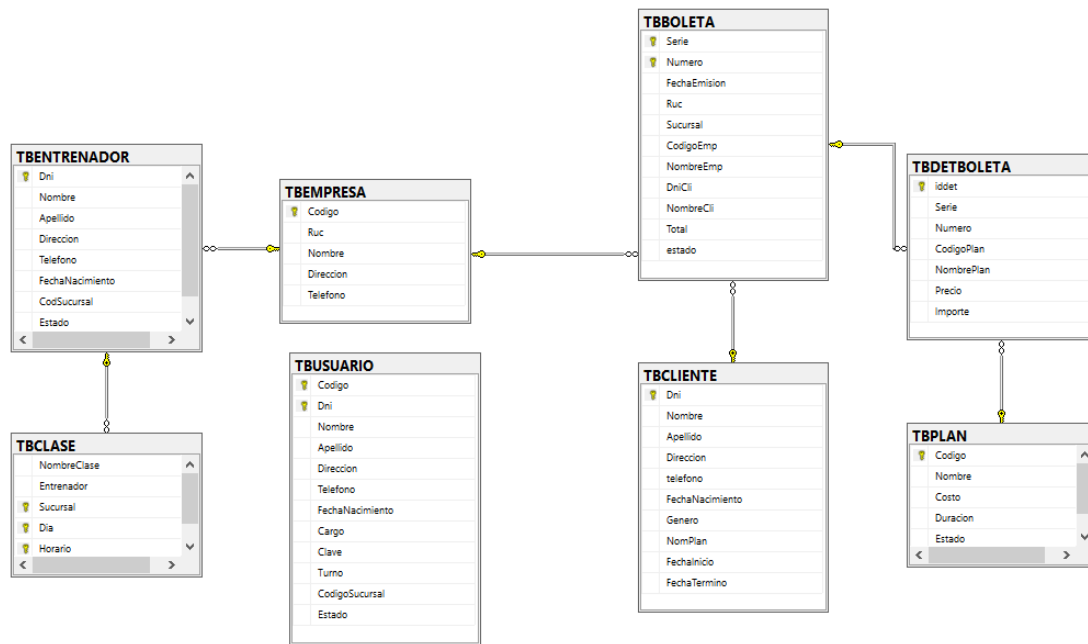 TBBOLETA
Serie
Numero
FechaEmision
Ruc
Sucursal
CodigoEmp
NombreEmp
DniCli
NombreCli
Total
estado
TBENTRENADOR
Dni
Nombre
Apellido
Direccion
Telefono
FechaNacimiento
CodSucursal
Estado
TBEMPRESA
Codigo
Ruc
Nombre
Direccion
Telefono
TBDETBOLETA
iddet
Serie
Numero
CodigoPlan
NombrePlan
Precio
Importe
TBUSUARIO
Codigo
Dni
Nombre
Apellido
Direccion
Telefono
FechaNacimiento
Cargo
Clave
Turno
CodigoSucursal
Estado
TBCLIENTE
Dni
Nombre
Apellido
Direccion
telefono
FechaNacimiento
Genero
NomPlan
FechaInicio
FechaTermino
TBCLASE
NombreClase
Entrenador
Sucursal
Dia
Horario
TBPLAN
Codigo
Nombre
Costo
Duracion
Estado